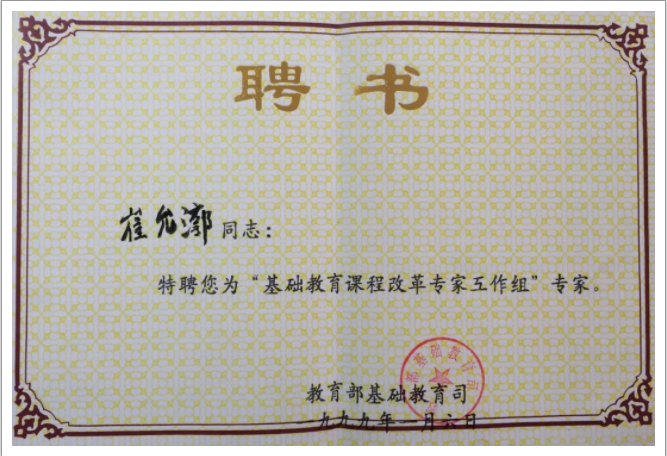 聘书
崔允漷同志：
特聘您为“基础教育课程改革专家工作组”专家。
教育部基础教育司
一九九九年一月六日